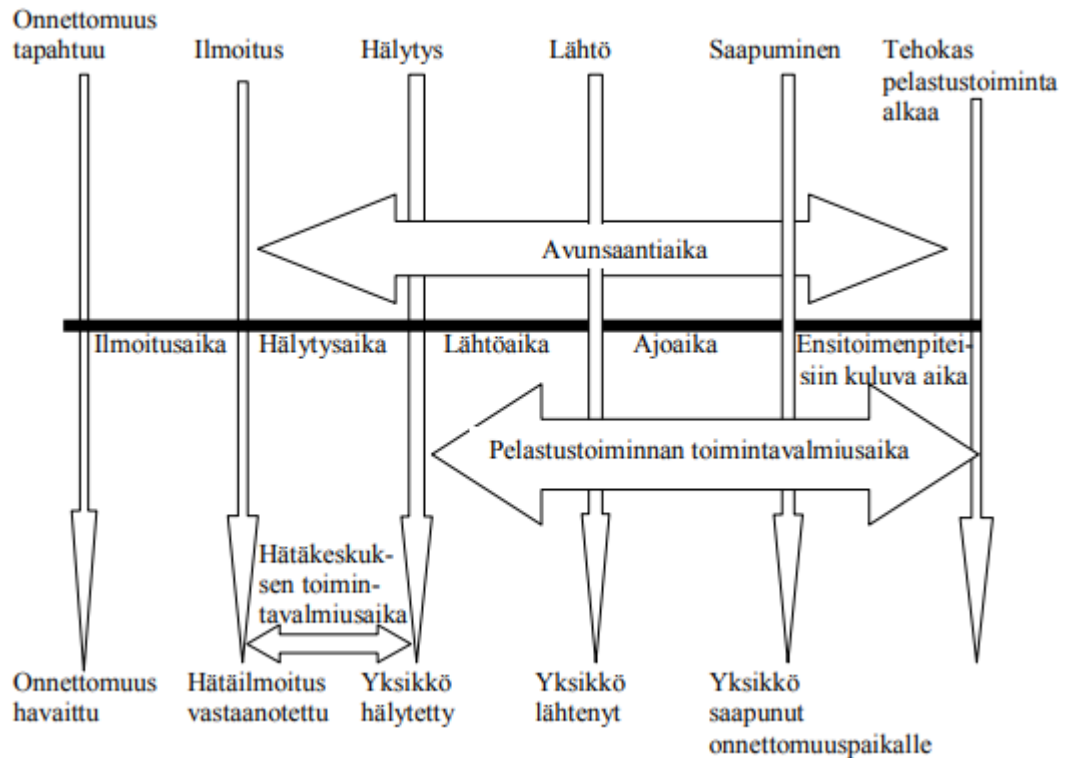 Onnettomuus
tapahtuu
Ilmoitus
Hälytys
Lähtö
Saapuminen
Tehokas
pelastustoiminta
alkaa
Avunsaantiaika
Ilmoitusaika
Hälytysaika
Lähtöaika
Ajoaika
Ensitoimenpitei-
siin kuluva aika
Pelastustoiminnan toimintavalmiusaika
Hätäkeskuk-
sen toimin-
tavalmiusaika
Onnettomuus
havaittu
Hätäilmoitus
vastaanotettu
Yksikkö
hälytetty
Yksikkö
lähtenyt
Yksikkö
saapunut
onnettomuuspaikalle